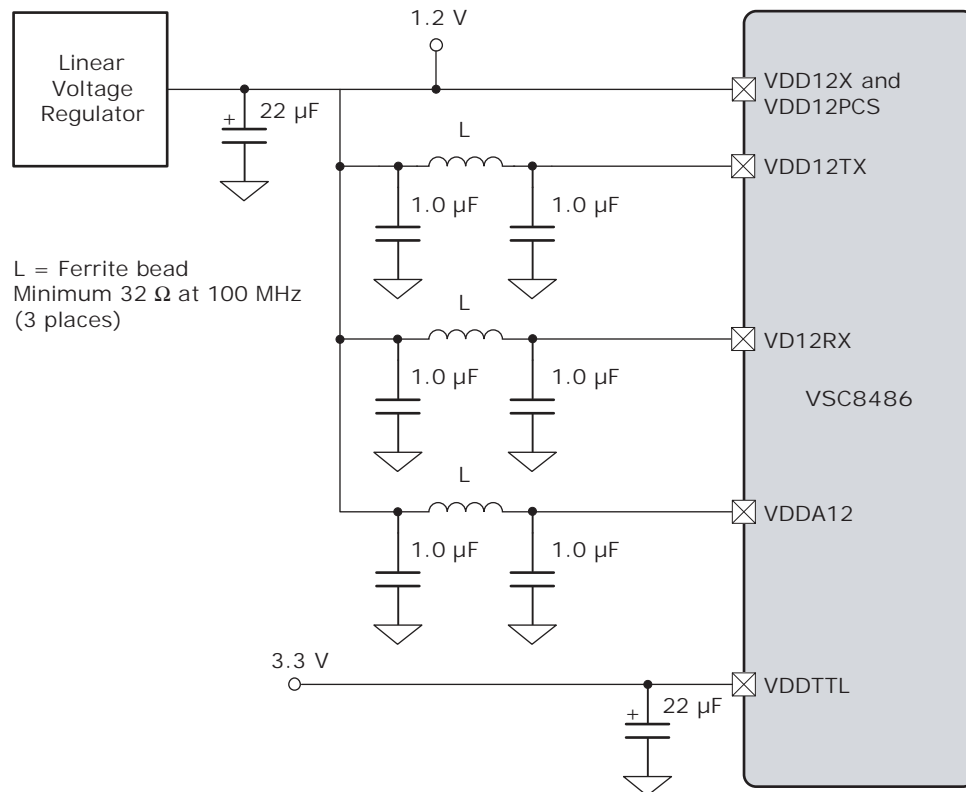 1.2 V
Linear
Voltage
Regulator
+
22 µF
VDD12X and
VDD12PCS
L
VDD12TX
1.0 µF
1.0 µF
L = Ferrite bead
Minimum 32 Ω at 100 MHz
(3 places)
L
VD12RX
1.0 µF
1.0 µF
VSC8486
L
VDDA12
1.0 µF
1.0 µF
3.3 V
VDDTTL
+
22 µF